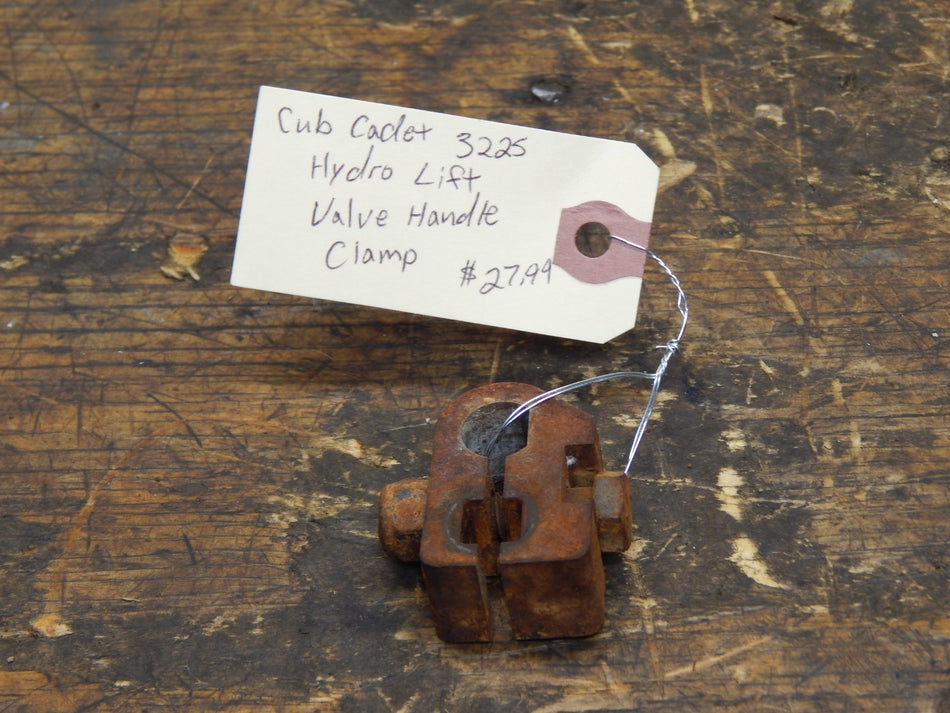 Cub Cadet 3225
Hydro Lift
Valve Handle
Clamp
$27.99